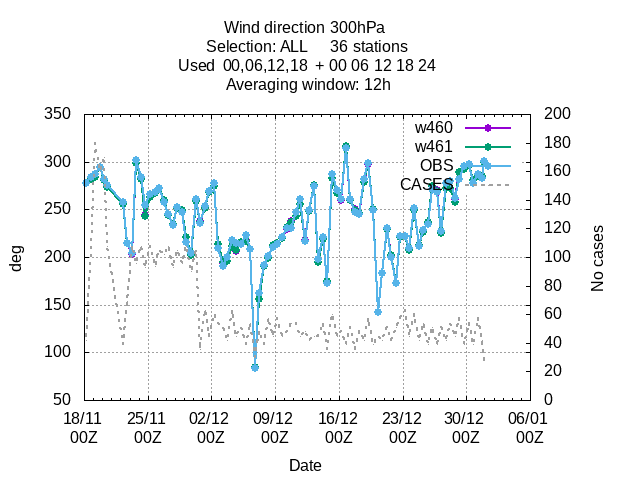 Wind direction 300hPa
Selection: ALL     36 stations
Used  00,06,12,18  + 00 06 12 18 24
Averaging window: 12h
350
300
250
200
150
100
50
deg
200
180
160
140
120
100
80
60
40
20
0
No cases
w460
w461
OBS
CASES
18/11 25/11 02/12 09/12 16/12 23/12 30/12 06/01
00Z 00Z 00Z 00Z 00Z 00Z 00Z 00Z
Date